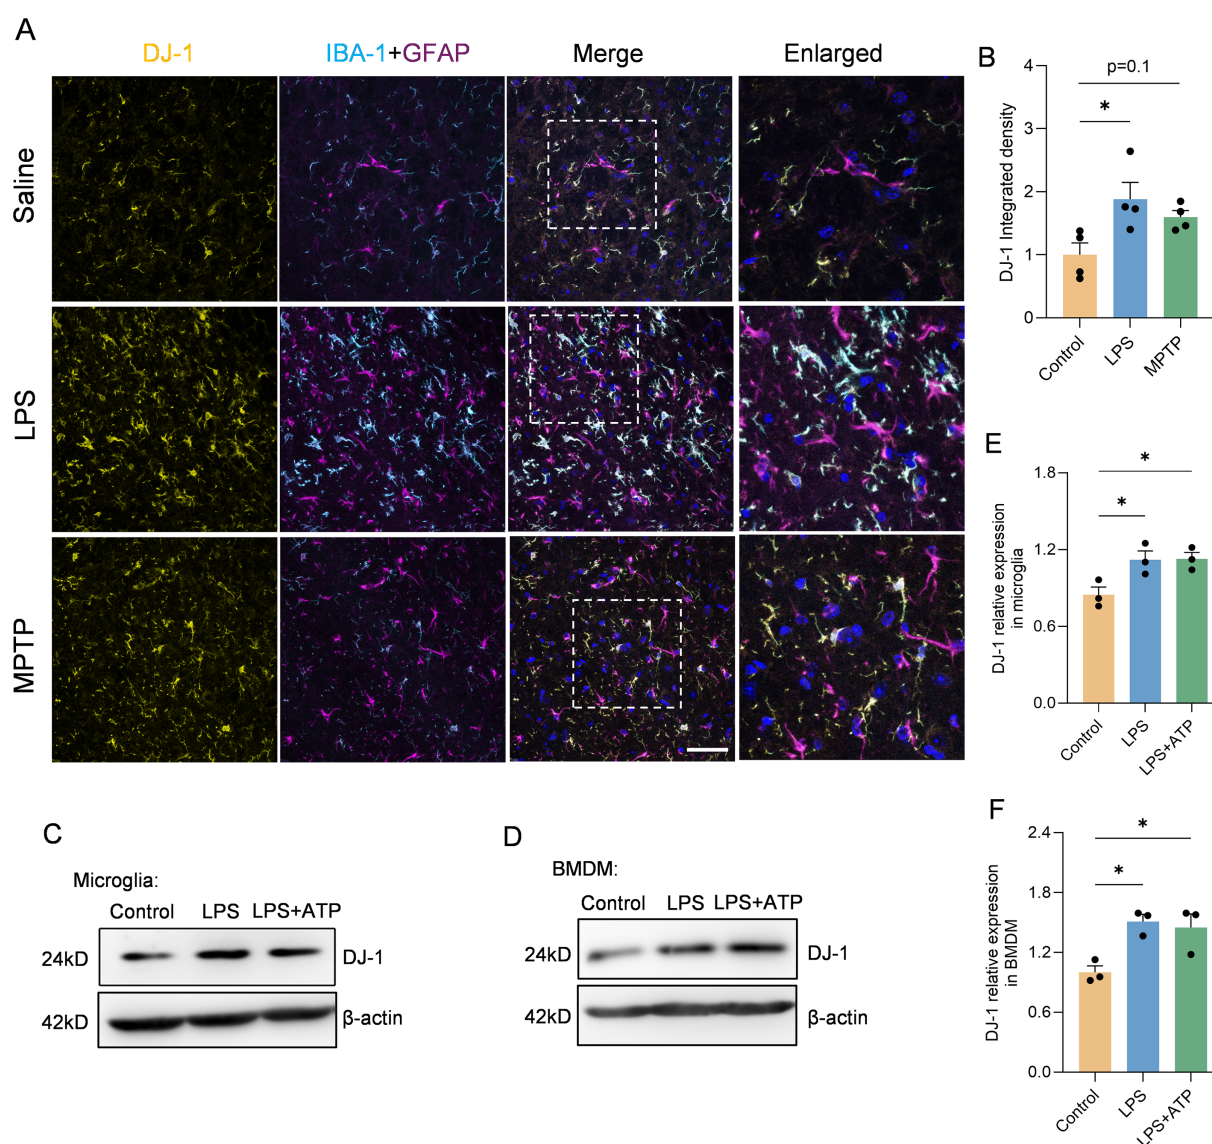 A
DJ-1
IBA-1+GFAP
Merge
Enlarged
Saline
LPS
MPTP
B
DJ-1 Integrated density
4
3
2
1
0
p=0.1
*
Control
LPS
MPTP
E
DJ-1 relative expression
in microglia
1.8
1.2
0.6
0.0
*
*
Control
LPS
LPS+ATP
C
Microglia:
Control LPS LPS+ATP
24kD DJ-1
42kD β-actin
D
BMDM:
Control LPS LPS+ATP
24kD DJ-1
42kD β-actin
F
DJ-1 relative expression
in BMDM
2.4
1.8
1.2
0.6
0.0
*
*
Control
LPS
LPS+ATP